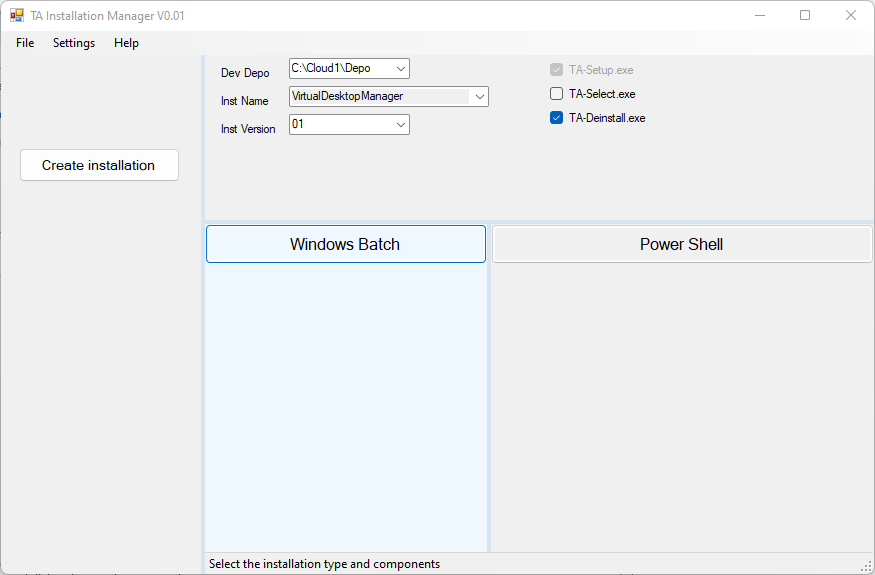 TA Installation Manager V0.01
File Settings Help
Dev Depo C:\Cloud1\Depo
Inst Name VirtualDesktopManager
Inst Version 01
TA-Setup.exe
TA-Select.exe
TA-Deinstall.exe
Create installation
Windows Batch
Power Shell
Select the installation type and components